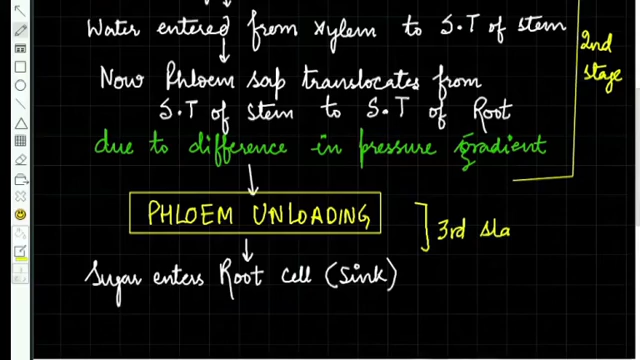 Water entered from xylem to S.T of stem
2nd
stage
Now Phloem sap translocates from
S.T of stem to S.T of Root
due to difference in pressure gradient
PHLOEM UNLOADING
3rd sta
Sugar enters Root cell (Sink)